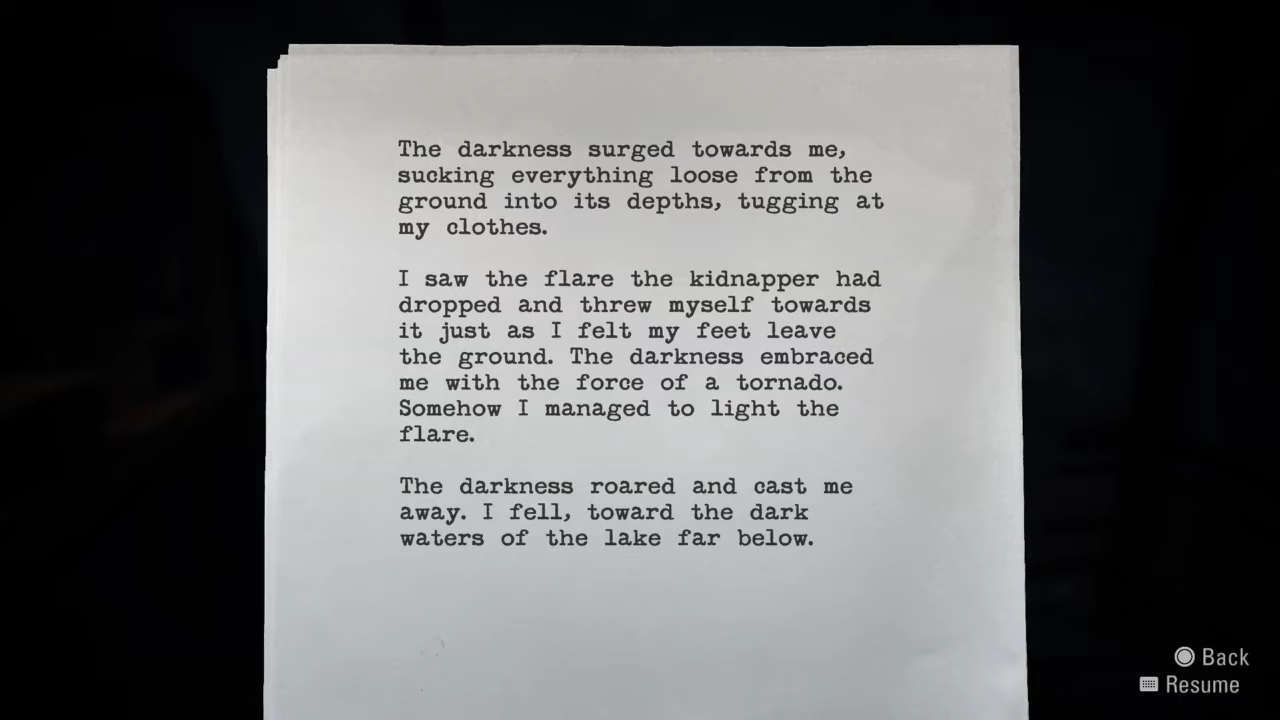 The darkness surged towards me,
sucking everything loose from the
ground into its depths, tugging at
my clothes.
I saw the flare the kidnapper had
dropped and threw myself towards
it just as I felt my feet leave
the ground. The darkness embraced
me with the force of a tornado.
Somehow I managed to light the
flare.
The darkness roared and cast me
away. I fell, toward the dark
waters of the lake far below.
Back
Resume